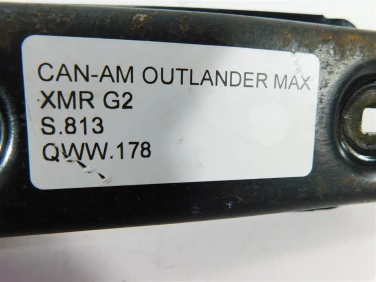 CAN-AM OUTLANDER MAX
XMR G2
S.813
QWW.178